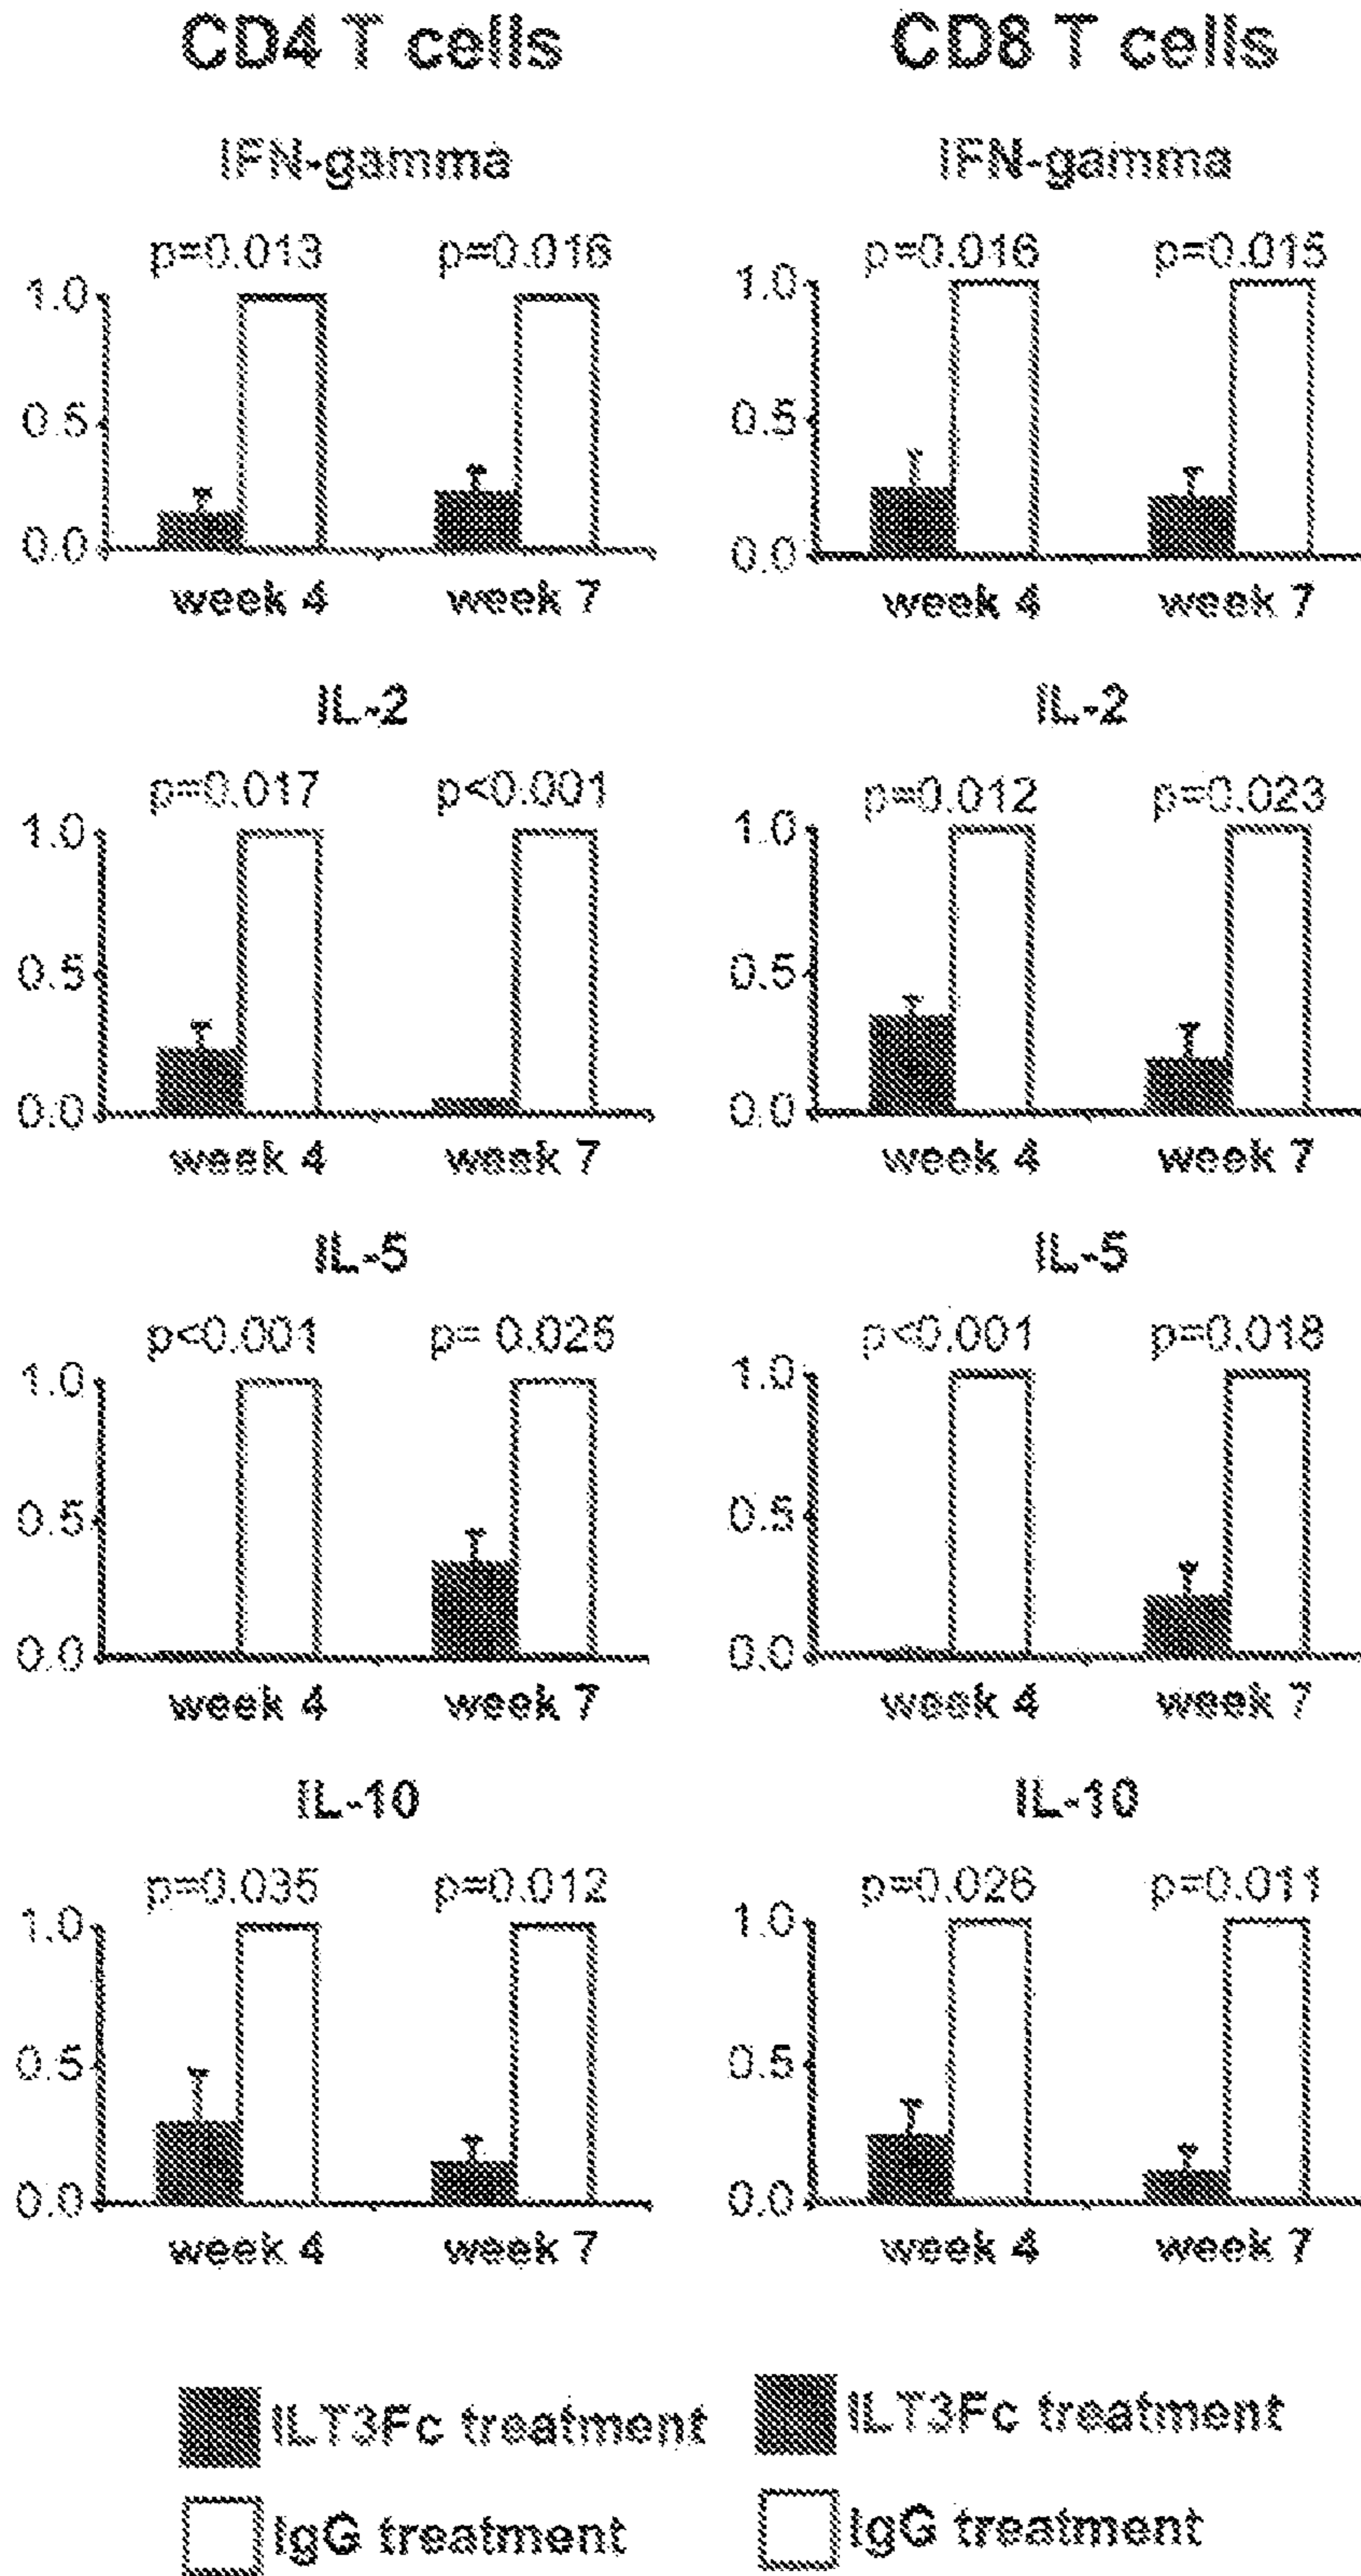 CD4 T cells CD8 T cells
IFN-gamma IFN-gamma
p=0.013 p=0.016 p=0.016 p=0.015
1.0 1.0
0.5 0.5
0.0 0.0
week 4 week 7 week 4 week 7
IL-2 IL-2
p=0.017 p<0.001 p=0.012 p=0.023
1.0 1.0
0.5 0.5
0.0 0.0
week 4 week 7 week 4 week 7
IL-5 IL-5
p<0.001 p= 0.025 p<0.001 p=0.018
1.0 1.0
0.5 0.5
0.0 0.0
week 4 week 7 week 4 week 7
IL-10 IL-10
p=0.035 p=0.012 p=0.026 p=0.011
1.0 1.0
0.5 0.5
0.0 0.0
week 4 week 7 week 4 week 7
ILT3Fc treatment ILT3Fc treatment
IgG treatment IgG treatment